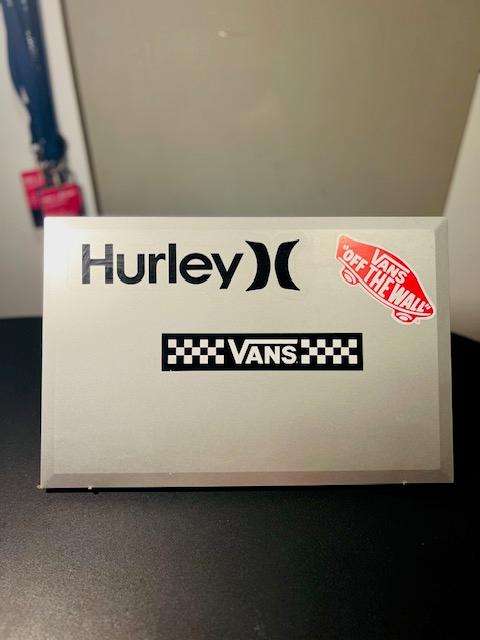 Hurley
VANS
"OFF THE WALL"
VANS